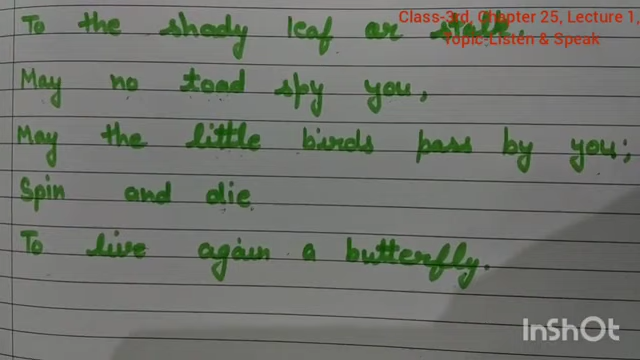 Class-3rd, Chapter 25, Lecture 1,
Topic-Listen & Speak
To the shady leaf or stalk.
May no toad spy you,
May the little birds pass by you;
Spin and die
To live again a butterfly.
InShOt